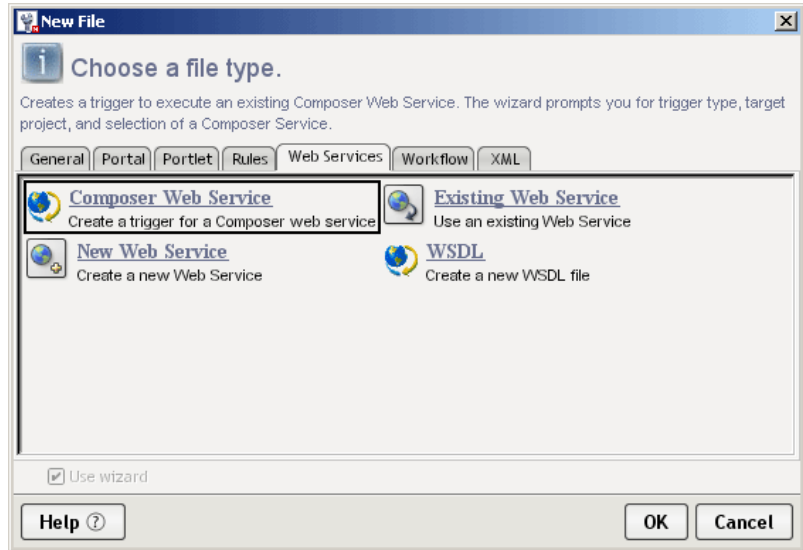 New File
Choose a file type.
Creates a trigger to execute an existing Composer Web Service. The wizard prompts you for trigger type, target
project, and selection of a Composer Service.
General Portal Portlet Rules Web Services Workflow XML
Composer Web Service
Create a trigger for a Composer web service
Existing Web Service
Use an existing Web Service
New Web Service
Create a new Web Service
WSDL
Create a new WSDL file
Use wizard
Help ?
OK
Cancel